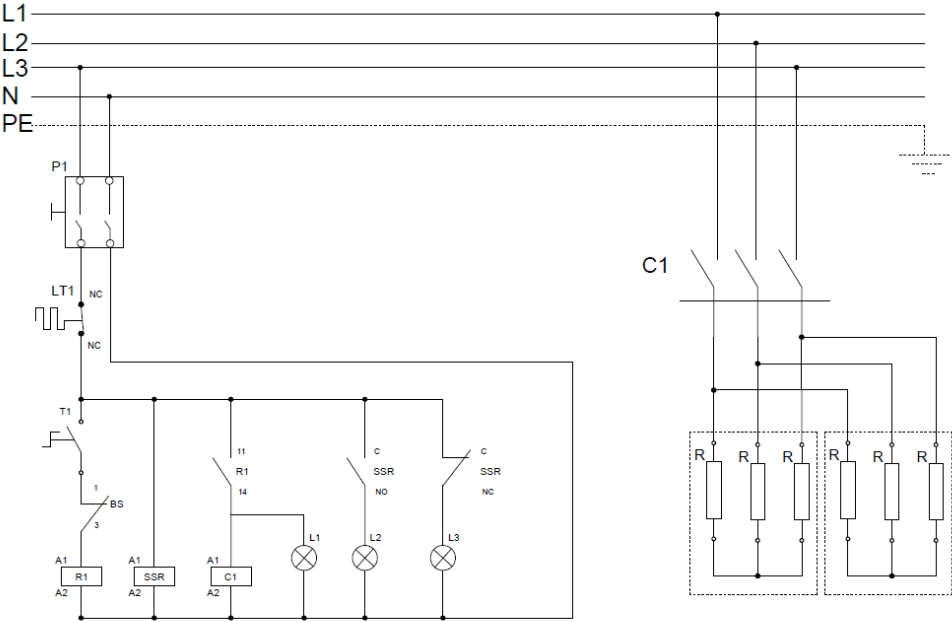 L1
L2
L3
N
PE
P1
LT1
NC
NC
C1
T1
1
BS
3
11
R1
14
C
SSR
NO
C
SSR
NC
L1
L2
L3
A1
R1
A2
A1
SSR
A2
A1
C1
A2
R
R
R
R
R
R